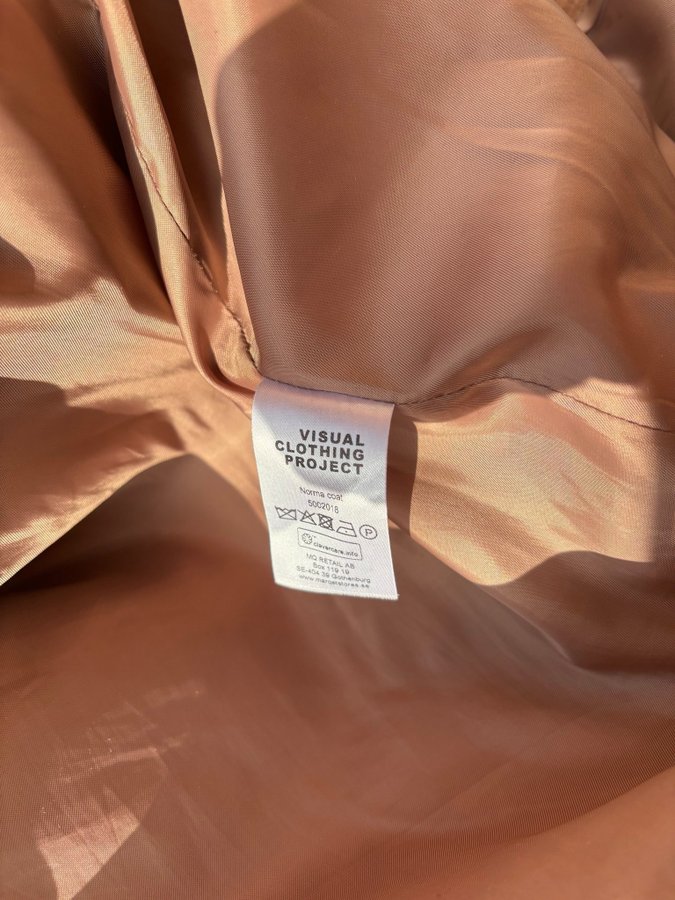 VISUAL
CLOTHING
PROJECT
Norma coat
5002018
P
clevercare.info
MQ RETAIL AB
Box 119 19
SE-404 39 Gothenburg
www.marqetstores.se